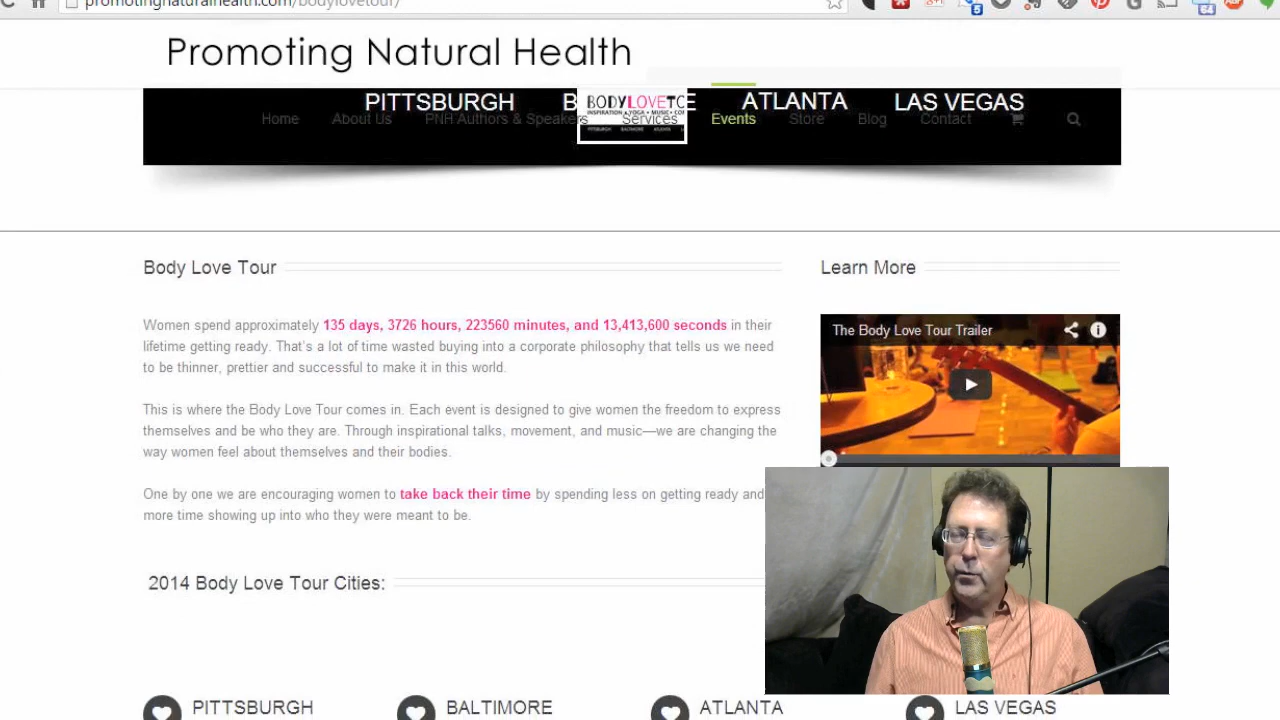 promotingnaturalhealth.com/bodylovetour/
Promoting Natural Health
PITTSBURGH ATLANTA LAS VEGAS
BODYLOVETC
INSPIRATION YOGA MUSIC
Home About Us PNH Authors & Speakers Services Events Store Blog Contact
PITTSBURGH BALTIMORE ATLANTA
Body Love Tour
Learn More
Women spend approximately 135 days, 3726 hours, 223560 minutes, and 13,413,600 seconds in their
lifetime getting ready. That's a lot of time wasted buying into a corporate philosophy that tells us we need
to be thinner, prettier and successful to make it in this world.
The Body Love Tour Trailer
This is where the Body Love Tour comes in. Each event is designed to give women the freedom to express
themselves and be who they are. Through inspirational talks, movement, and music—we are changing the
way women feel about themselves and their bodies.
One by one we are encouraging women to take back their time by spending less on getting ready and
more time showing up into who they were meant to be.
2014 Body Love Tour Cities:
PITTSBURGH
BALTIMORE
ATLANTA
LAS VEGAS